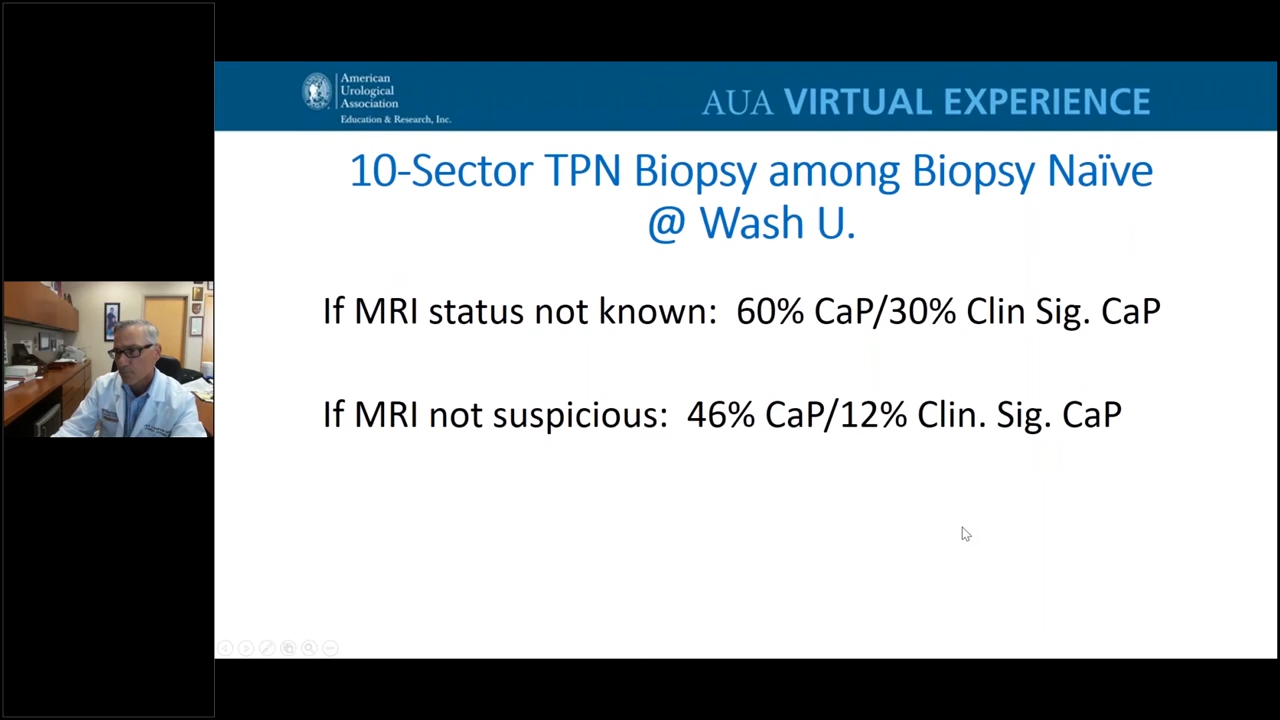 American
Urological
Association
Education & Research, Inc.
AUA VIRTUAL EXPERIENCE
10-Sector TPN Biopsy among Biopsy Naïve
@ Wash U.
If MRI status not known: 60% CaP/30% Clin Sig. CaP
If MRI not suspicious: 46% CaP/12% Clin. Sig. CaP